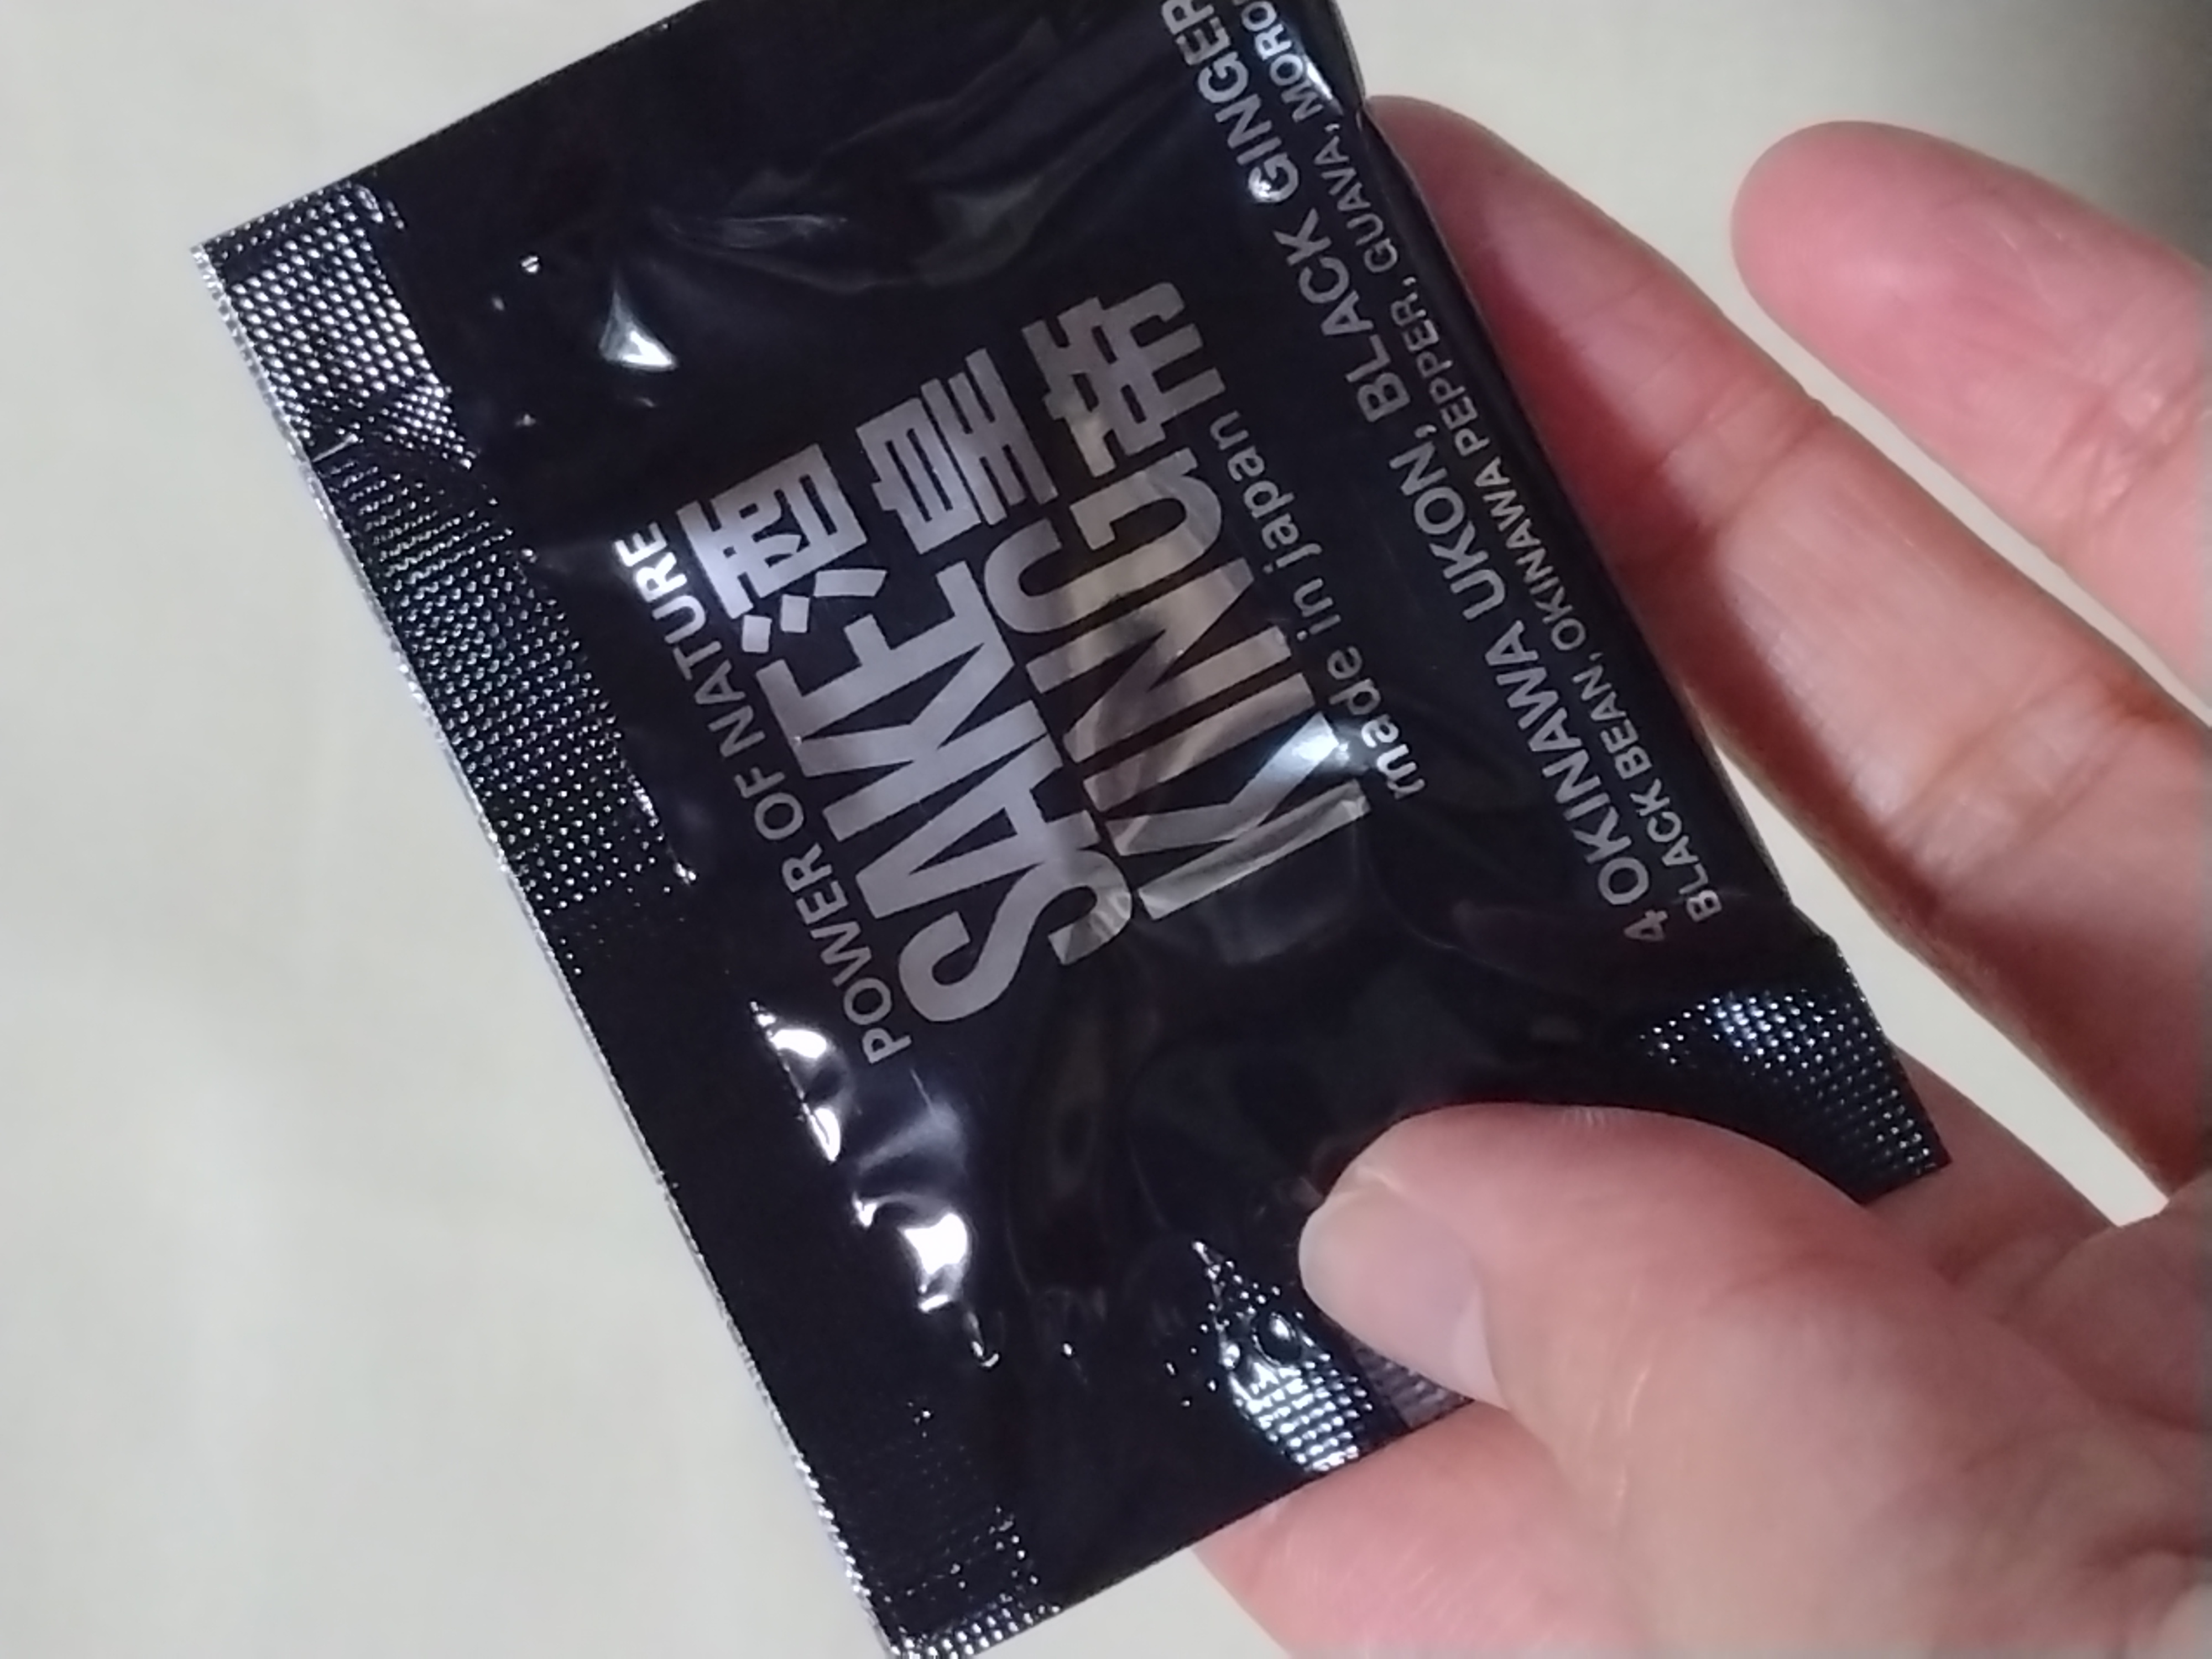 POWER OF NATURE
SAKE 酒
KING 皇帝
made in japan
4 OKINAWA UKON, BLACK GINGER
BLACK BEAN, OKINAWA PEPPER, GUAVA,